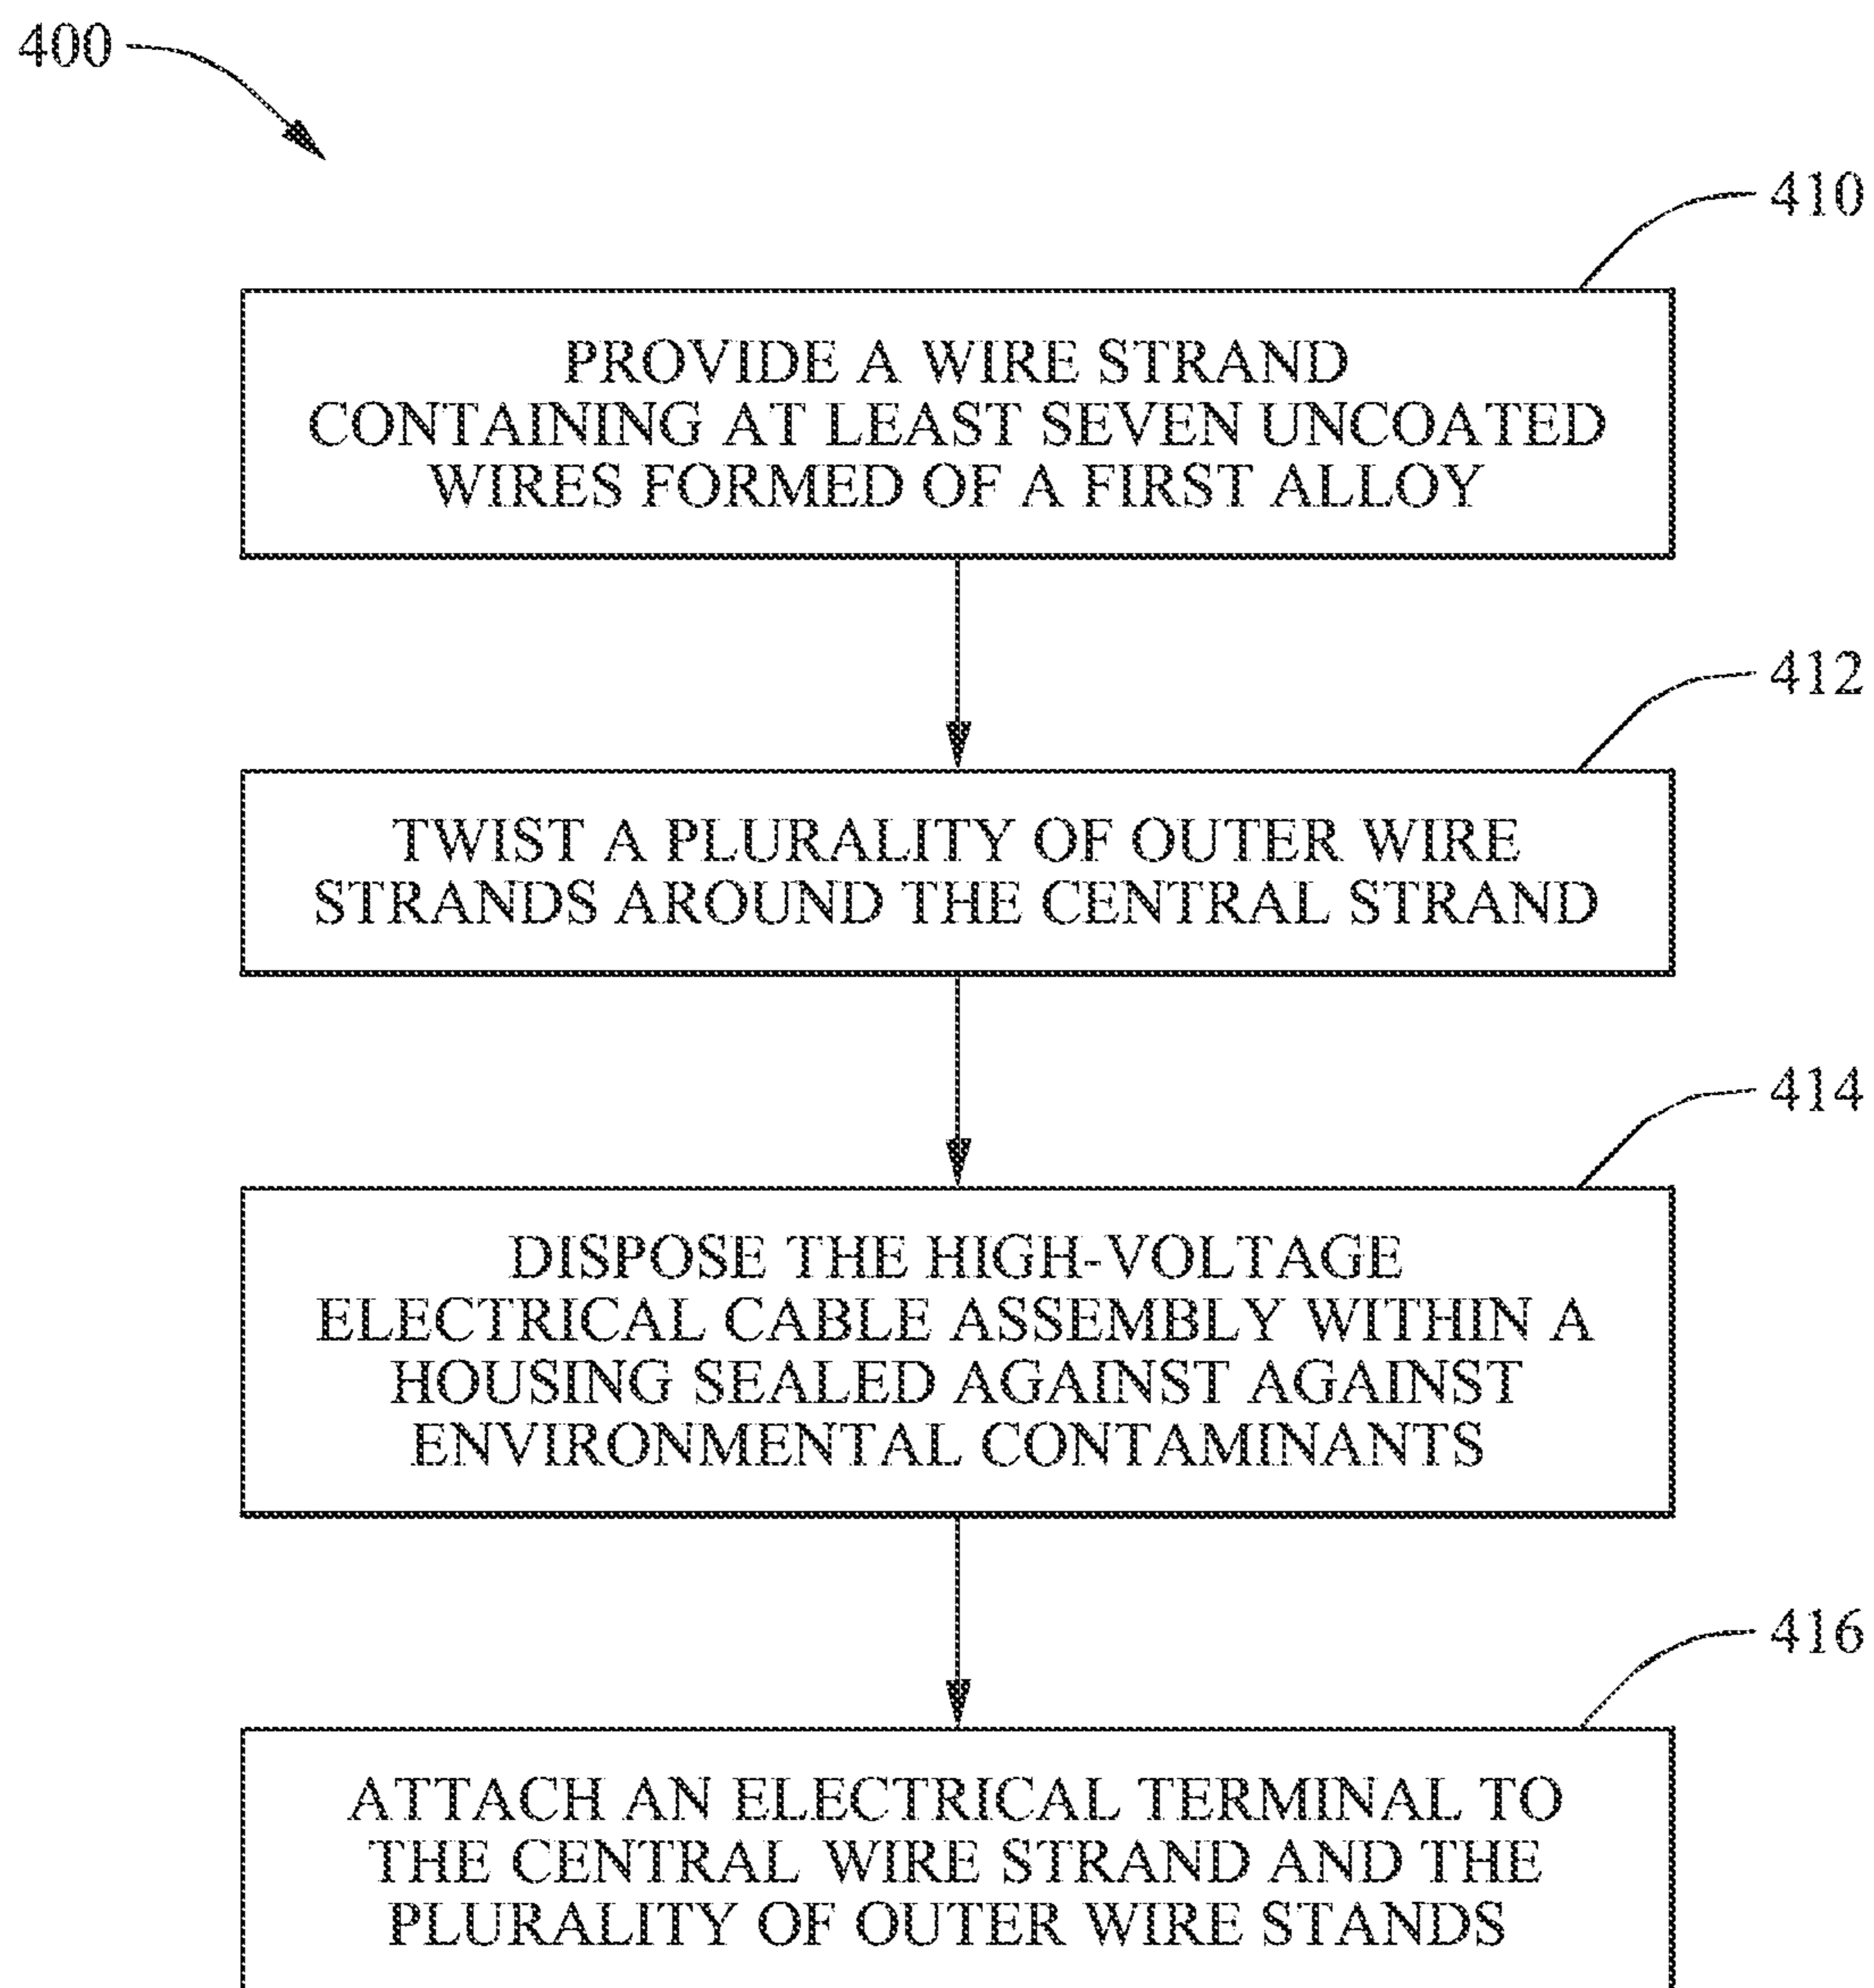 400
410
PROVIDE A WIRE STRAND
CONTAINING AT LEAST SEVEN UNCOATED
WIRES FORMED OF A FIRST ALLOY
412
TWIST A PLURALITY OF OUTER WIRE
STRANDS AROUND THE CENTRAL STRAND
414
DISPOSE THE HIGH-VOLTAGE
ELECTRICAL CABLE ASSEMBLY WITHIN A
HOUSING SEALED AGAINST AGAINST
ENVIRONMENTAL CONTAMINANTS
416
ATTACH AN ELECTRICAL TERMINAL TO
THE CENTRAL WIRE STRAND AND THE
PLURALITY OF OUTER WIRE STANDS